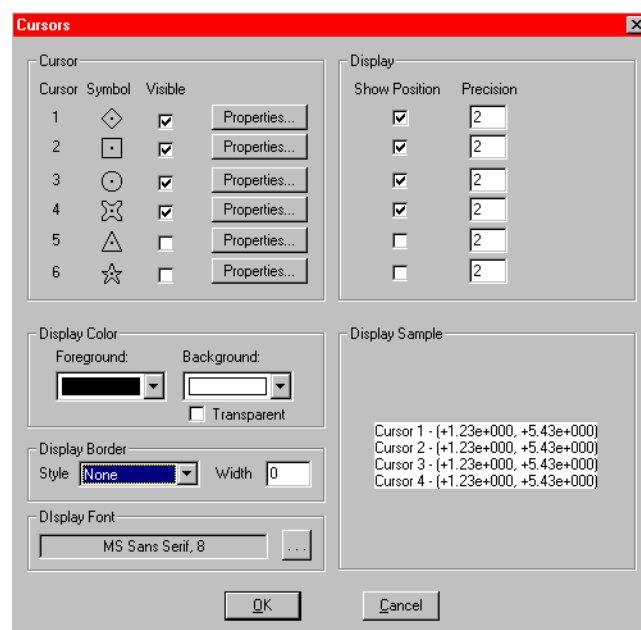 Cursors
Cursor
Cursor Symbol Visible
1 Properties...
2 Properties...
3 Properties...
4 Properties...
5 Properties...
6 Properties...
Display
Show Position Precision
2
2
2
2
2
2
Display Color
Foreground: Background:
Transparent
Display Border
Style None Width 0
DIsplay Font
MS Sans Serif, 8 ...
Display Sample
Cursor 1 - (+1.23e+000, +5.43e+000)
Cursor 2 - (+1.23e+000, +5.43e+000)
Cursor 3 - (+1.23e+000, +5.43e+000)
Cursor 4 - (+1.23e+000, +5.43e+000)
OK Cancel